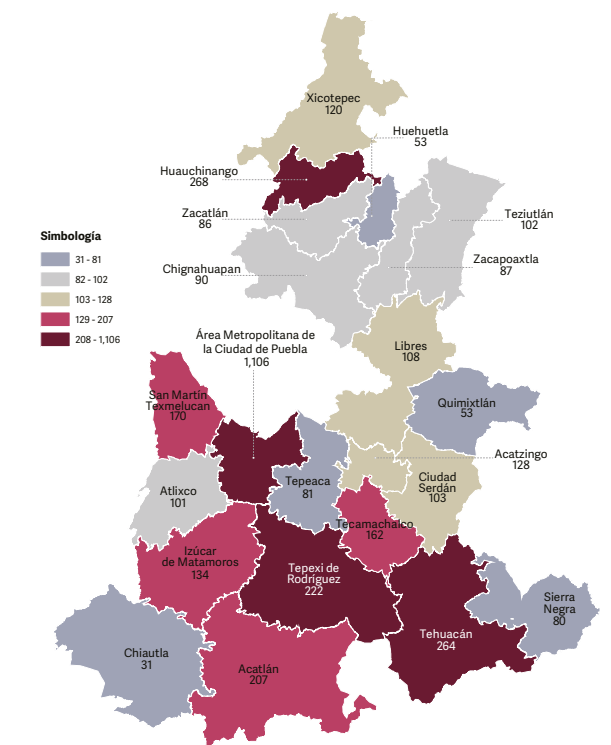 Xicotepec
120
Huehuetla
53
Huauchinango
268
Zacatlán
86
Teziutlán
102
Simbología
31 - 81
82 - 102
103 - 128
129 - 207
208 - 1,106
Chignahuapan
90
Zacapoaxtla
87
Área Metropolitana de
la Ciudad de Puebla
1,106
Libres
108
San Martín
Texmelucan
170
Quimixtlán
53
Acatzingo
128
Tepeaca
81
Ciudad
Serdán
103
Atlixco
101
Tecamachalco
162
Izúcar
de Matamoros
134
Tepexi de
Rodríguez
222
Sierra
Negra
80
Tehuacán
264
Chiautla
31
Acatlán
207